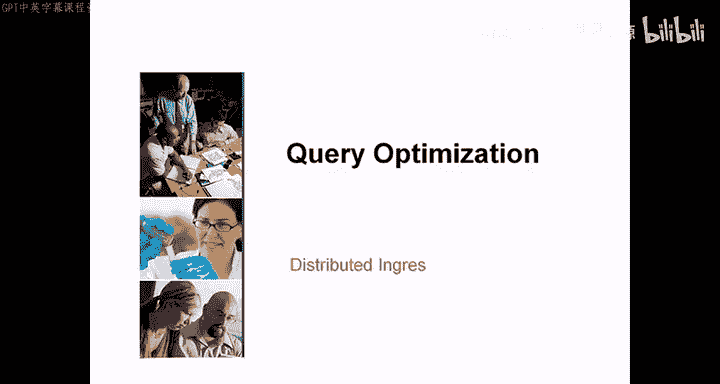 GPT中英字幕课程
bilibili
Query Optimization
Distributed Ingres